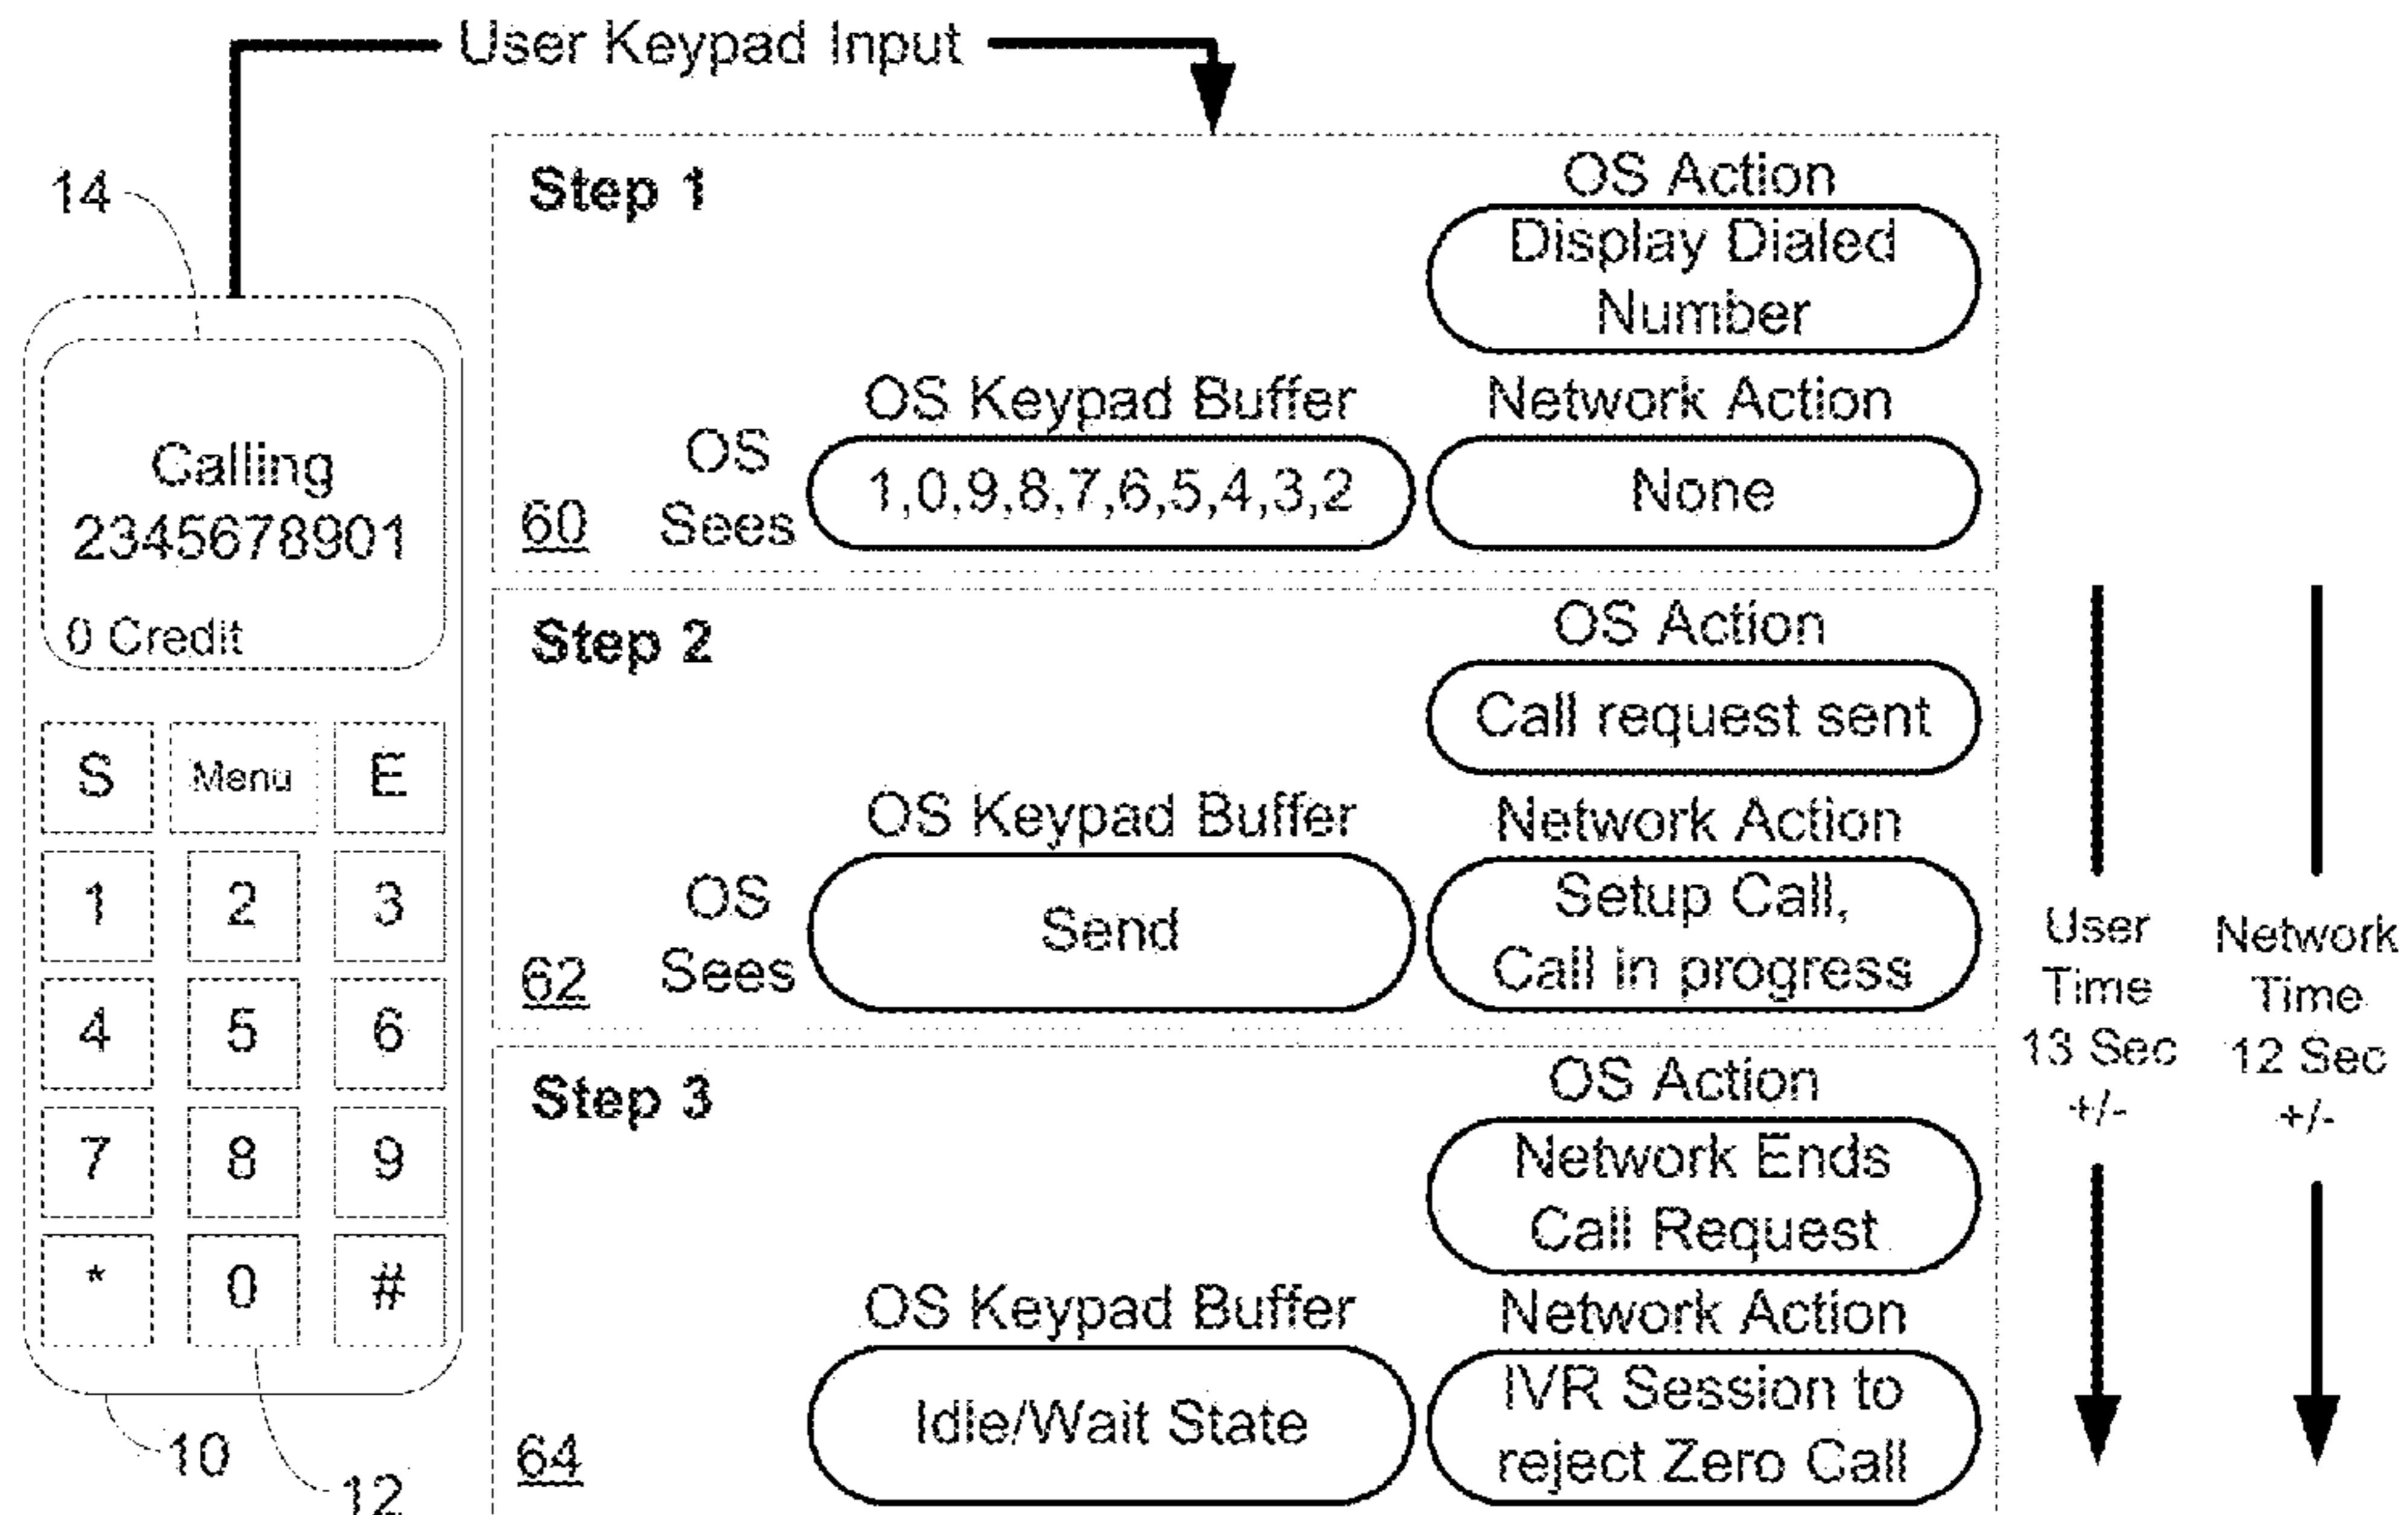 User Keypad Input
14
Calling
2345678901
0 Credit
S Menu E
1 2 3
4 5 6
7 8 9
* 0 #
10
12
Step 1
OS Action
Display Dialed
Number
OS Keypad Buffer
Network Action
OS
Sees
1,0,9,8,7,6,5,4,3,2
None
60
Step 2
OS Action
Call request sent
OS Keypad Buffer
Network Action
OS
Sees
Send
Setup Call,
Call in progress
62
Step 3
OS Action
Network Ends
Call Request
OS Keypad Buffer
Network Action
Idle/Wait State
IVR Session to
reject Zero Call
64
User
Time
13 Sec
+/-
Network
Time
12 Sec
+/-